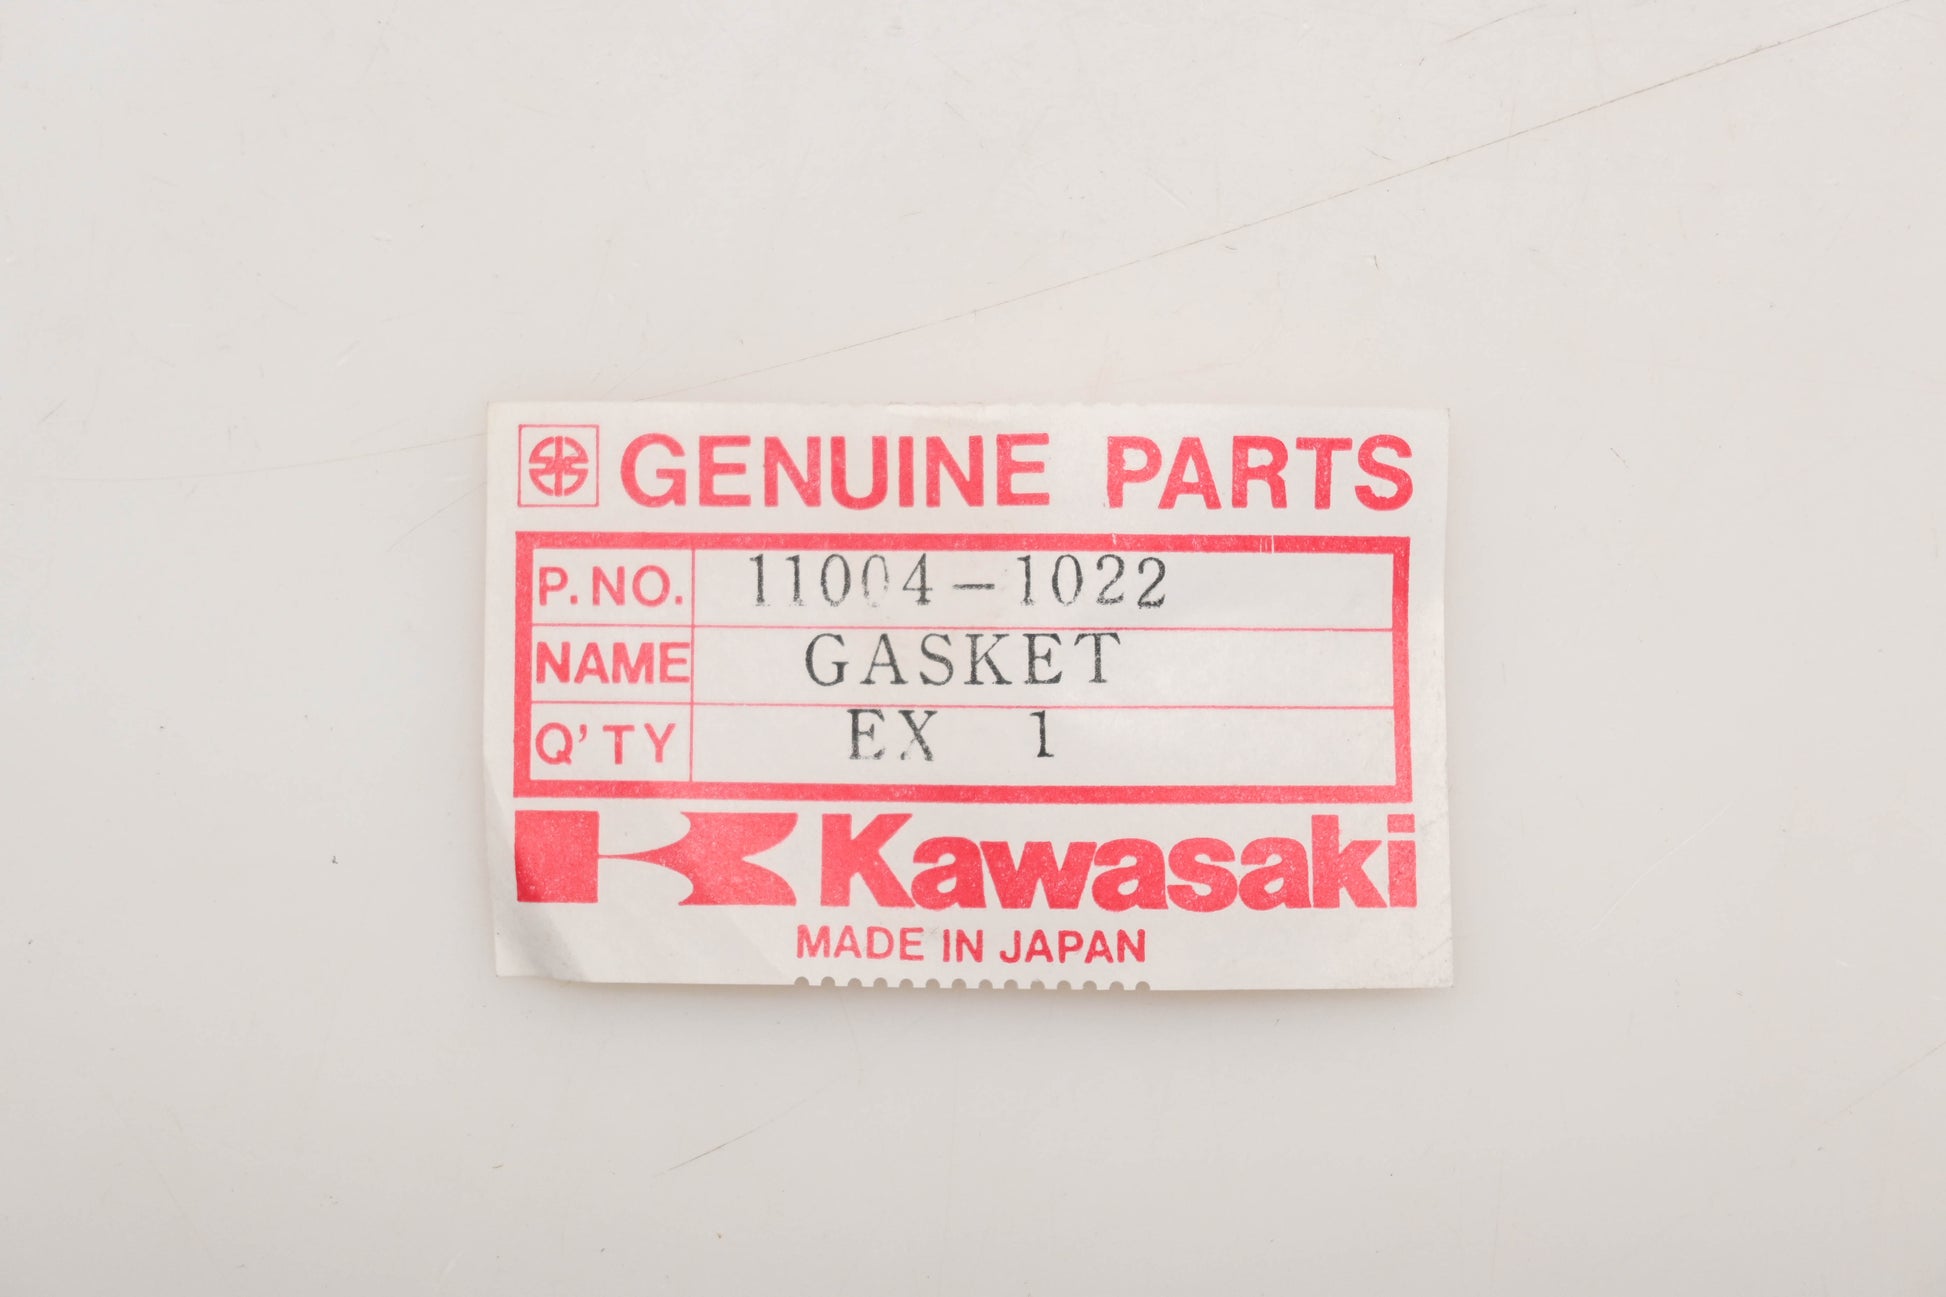 GENUINE PARTS
P. NO. 11004-1022
NAME GASKET
Q'TY EX 1
Kawasaki
MADE IN JAPAN